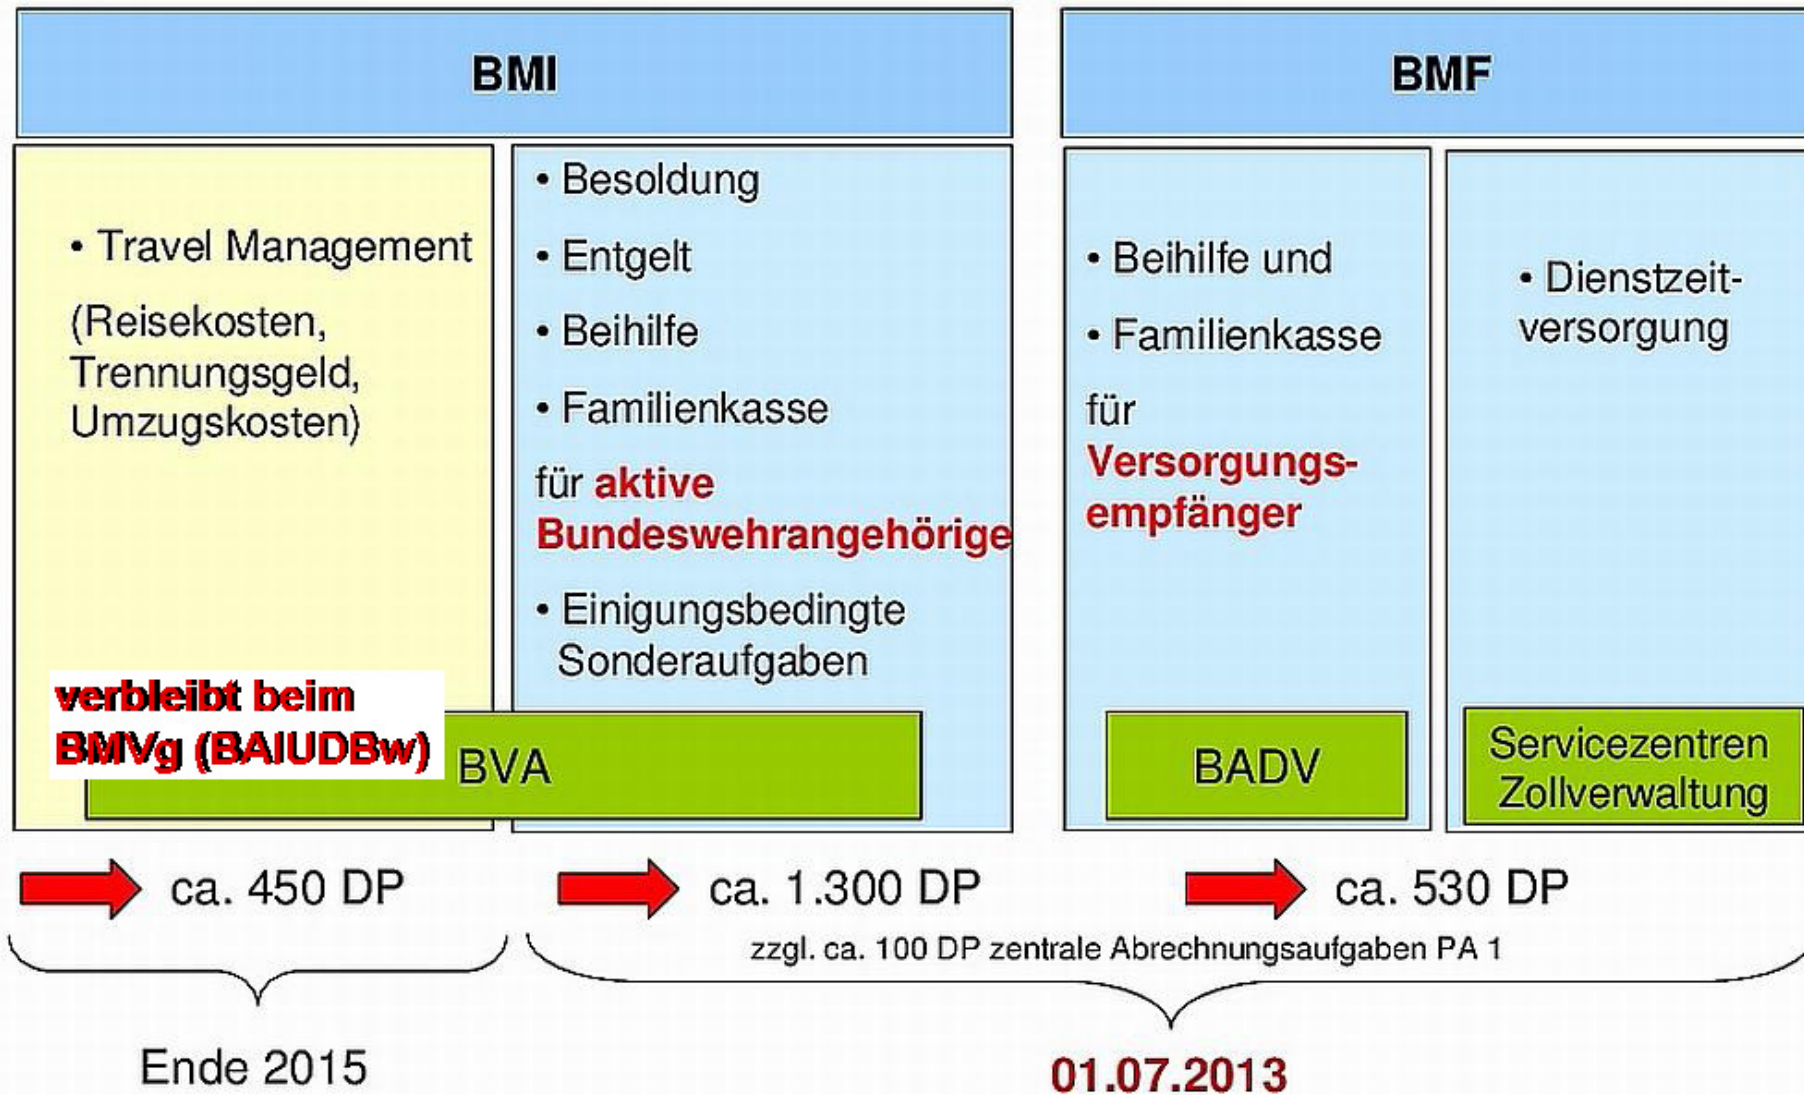 BMI
BMF
• Travel Management
(Reisekosten,
Trennungsgeld,
Umzugskosten)
verbleibt beim
BMVg (BAIUDBw)
• Besoldung
• Entgelt
• Beihilfe
• Familienkasse
für aktive
Bundeswehrangehörige
• Einigungsbedingte
Sonderaufgaben
BVA
• Beihilfe und
• Familienkasse
für
Versorgungs-
empfänger
BADV
• Dienstzeit-
versorgung
Servicezentren
Zollverwaltung
ca. 450 DP
ca. 1.300 DP
ca. 530 DP
zzgl. ca. 100 DP zentrale Abrechnungsaufgaben PA 1
Ende 2015
01.07.2013